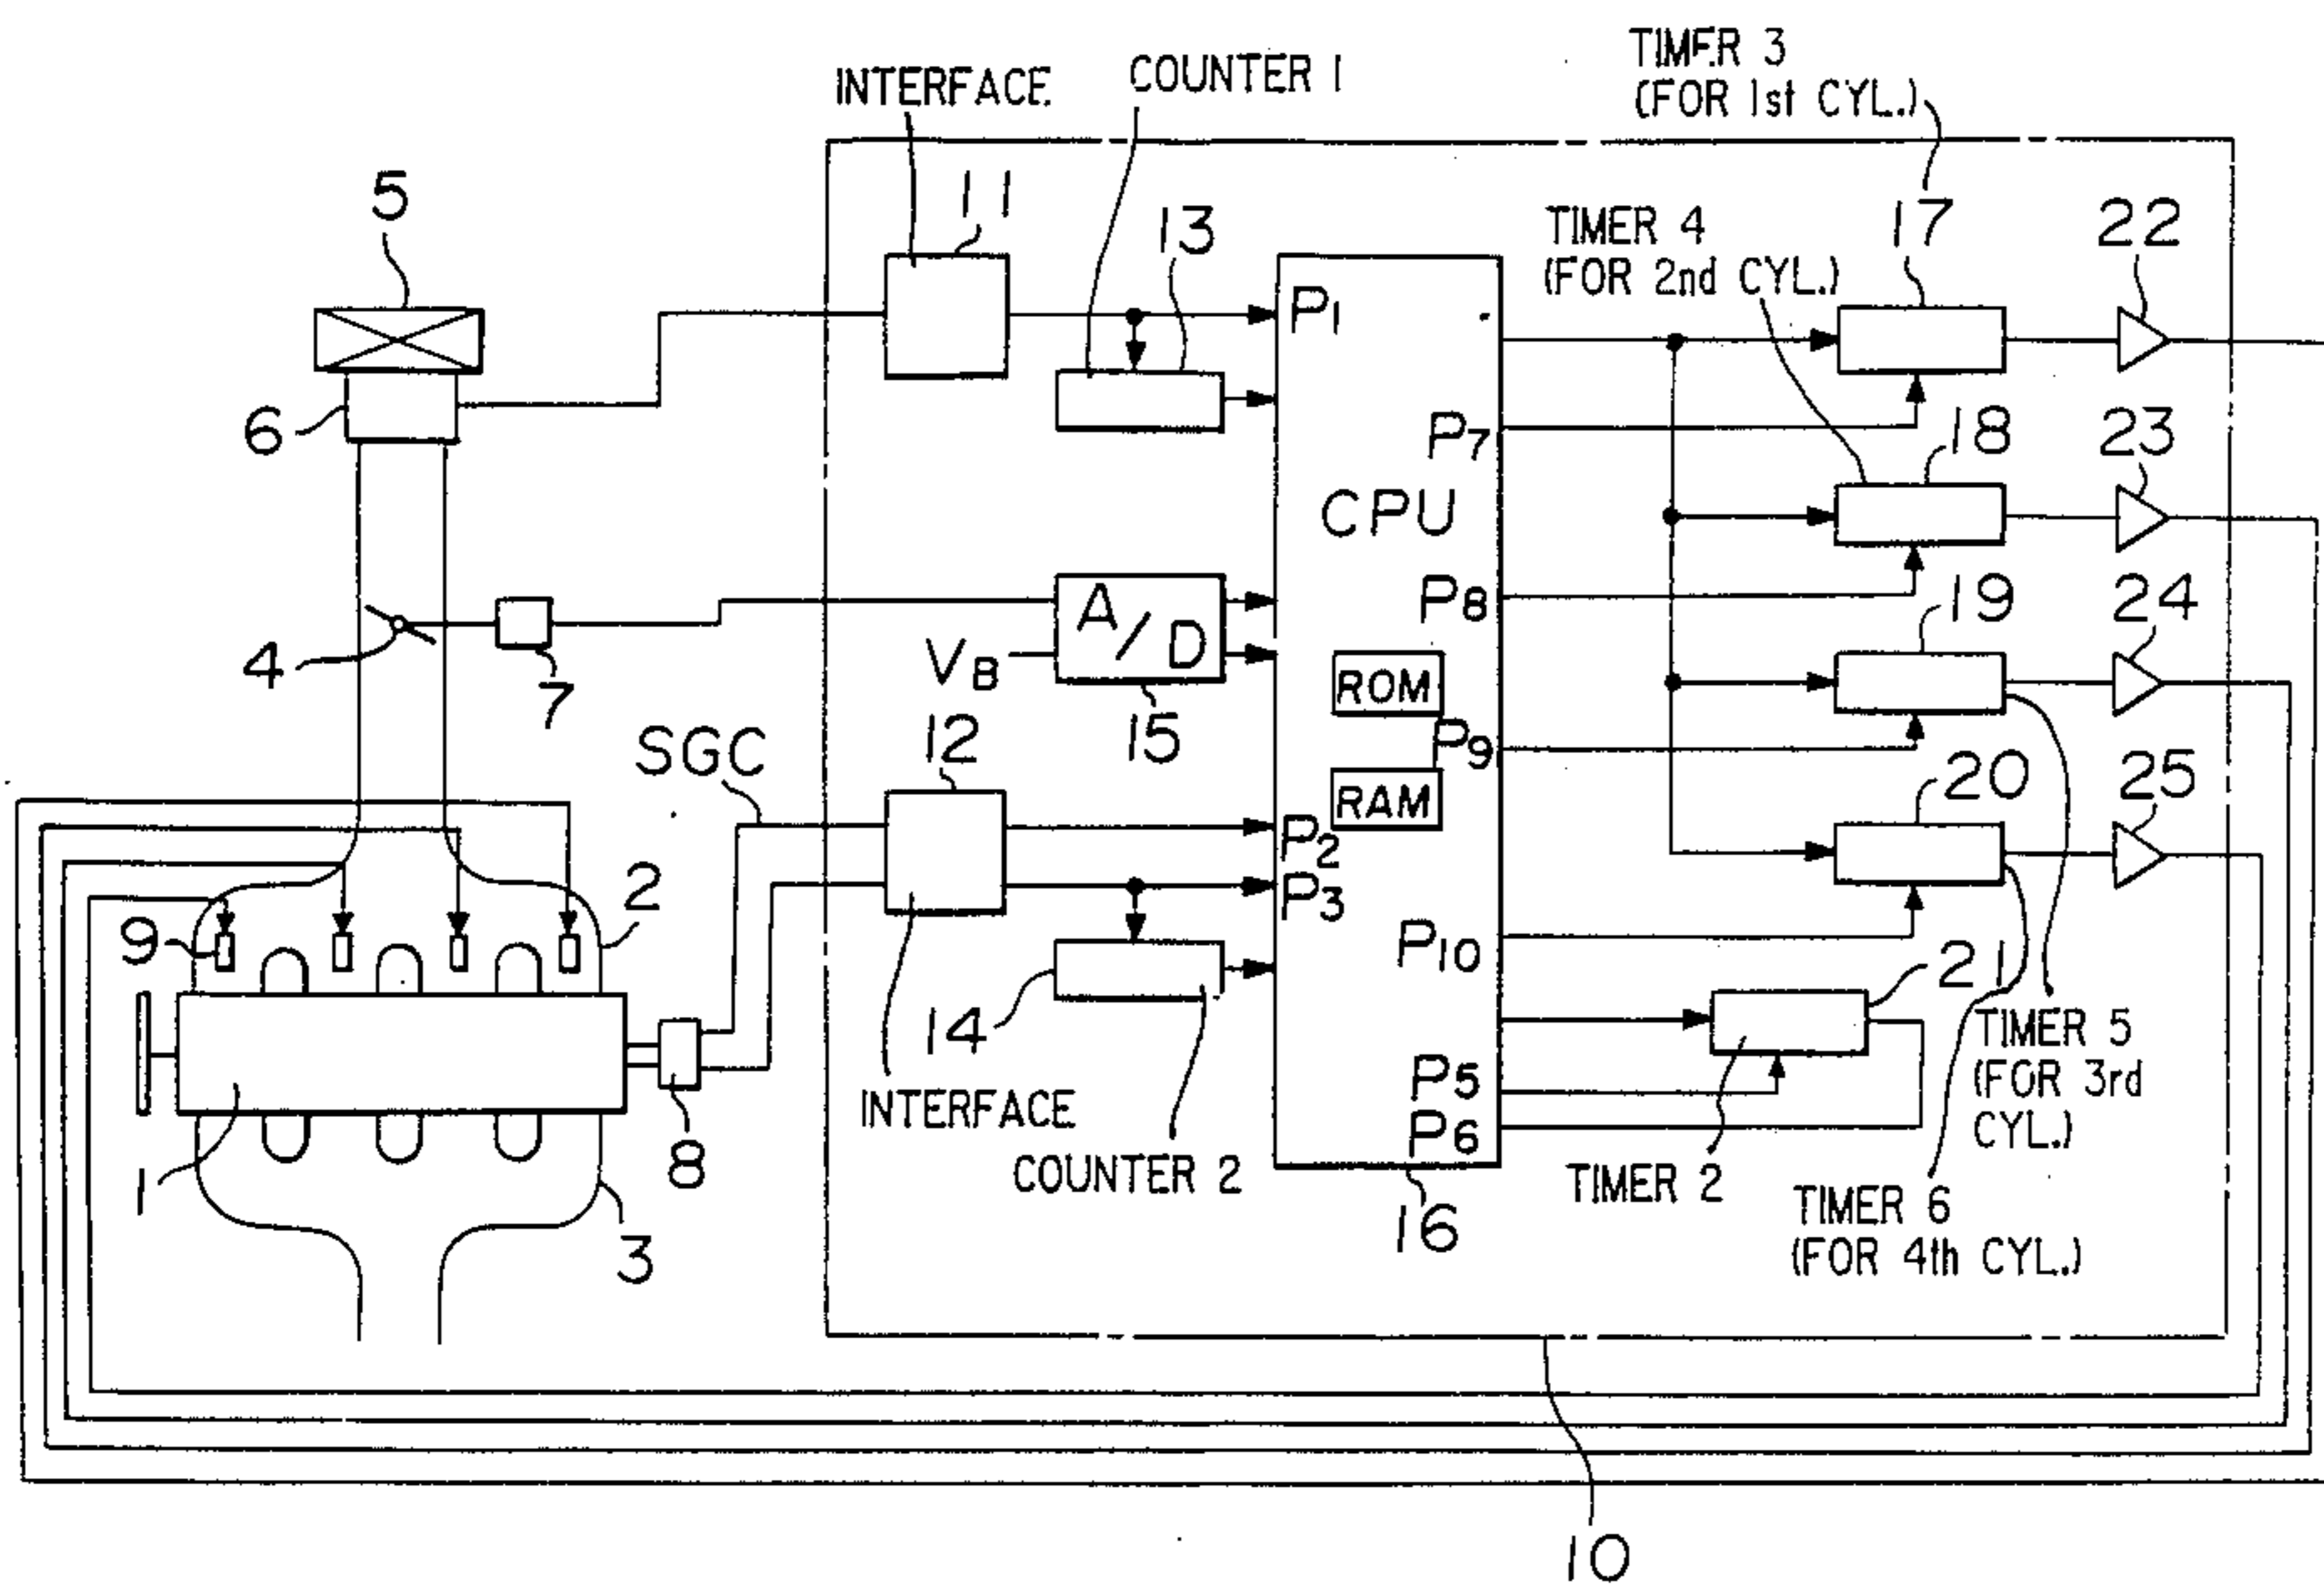 TIMER 3
(FOR 1st CYL.)
INTERFACE
COUNTER 1
5
11
13
TIMER 4
(FOR 2nd CYL.)
17
22
P1
6
P7
18
23
CPU
4
7
A/D
VB
15
P8
19
24
ROM
SGC
12
P9
20
25
RAM
P2
P3
2
9
P10
21
14
TIMER 5
(FOR 3rd
CYL.)
P5
P6
1
8
INTERFACE
COUNTER 2
16
TIMER 2
TIMER 6
(FOR 4th CYL.)
3
10